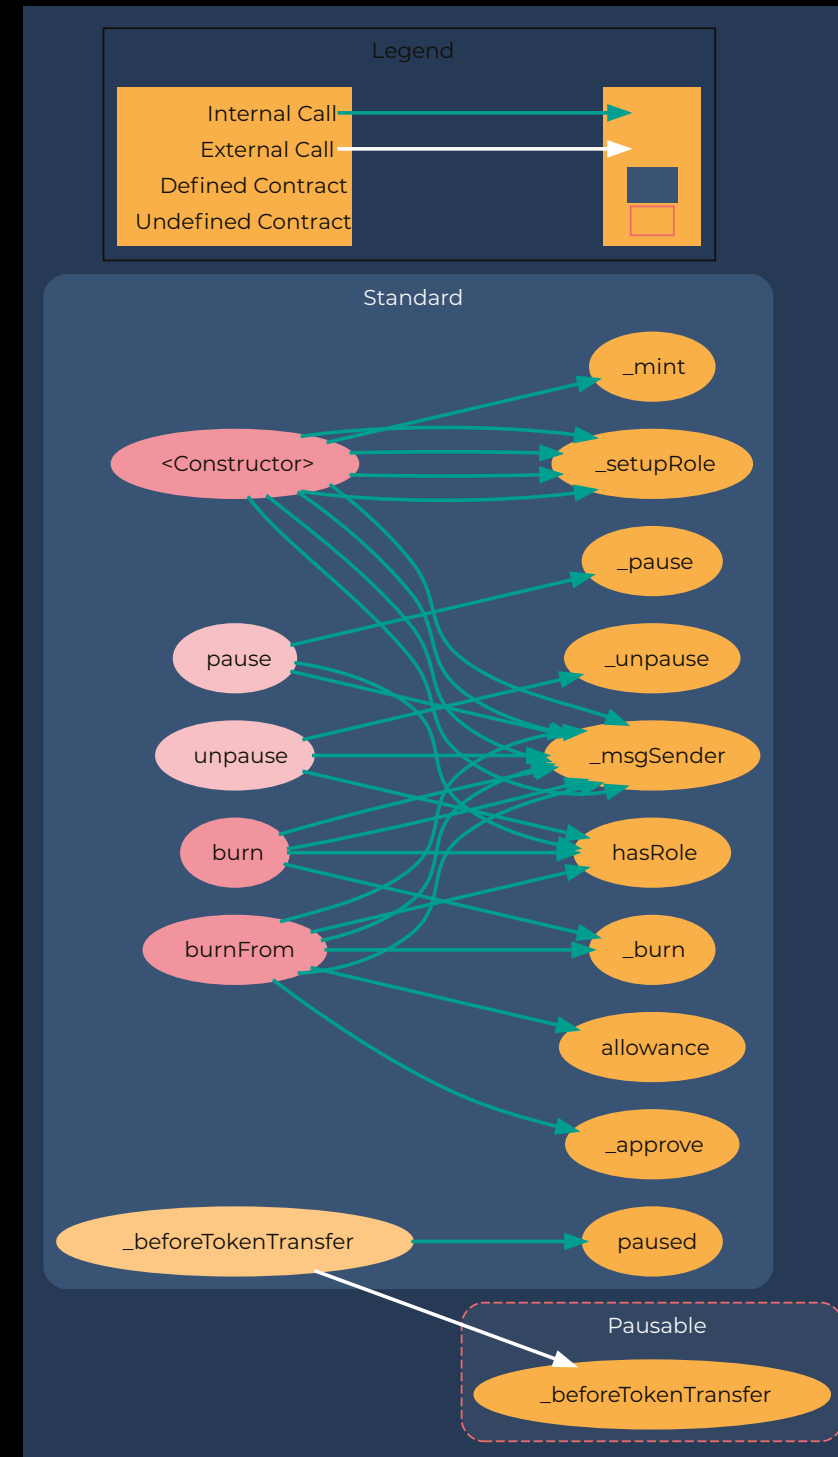 Legend
Internal Call
External Call
Defined Contract
Undefined Contract
Standard
_mint
<Constructor>
_setupRole
_pause
pause
_unpause
unpause
_msgSender
burn
hasRole
burnFrom
_burn
allowance
_approve
_beforeTokenTransfer
paused
Pausable
_beforeTokenTransfer